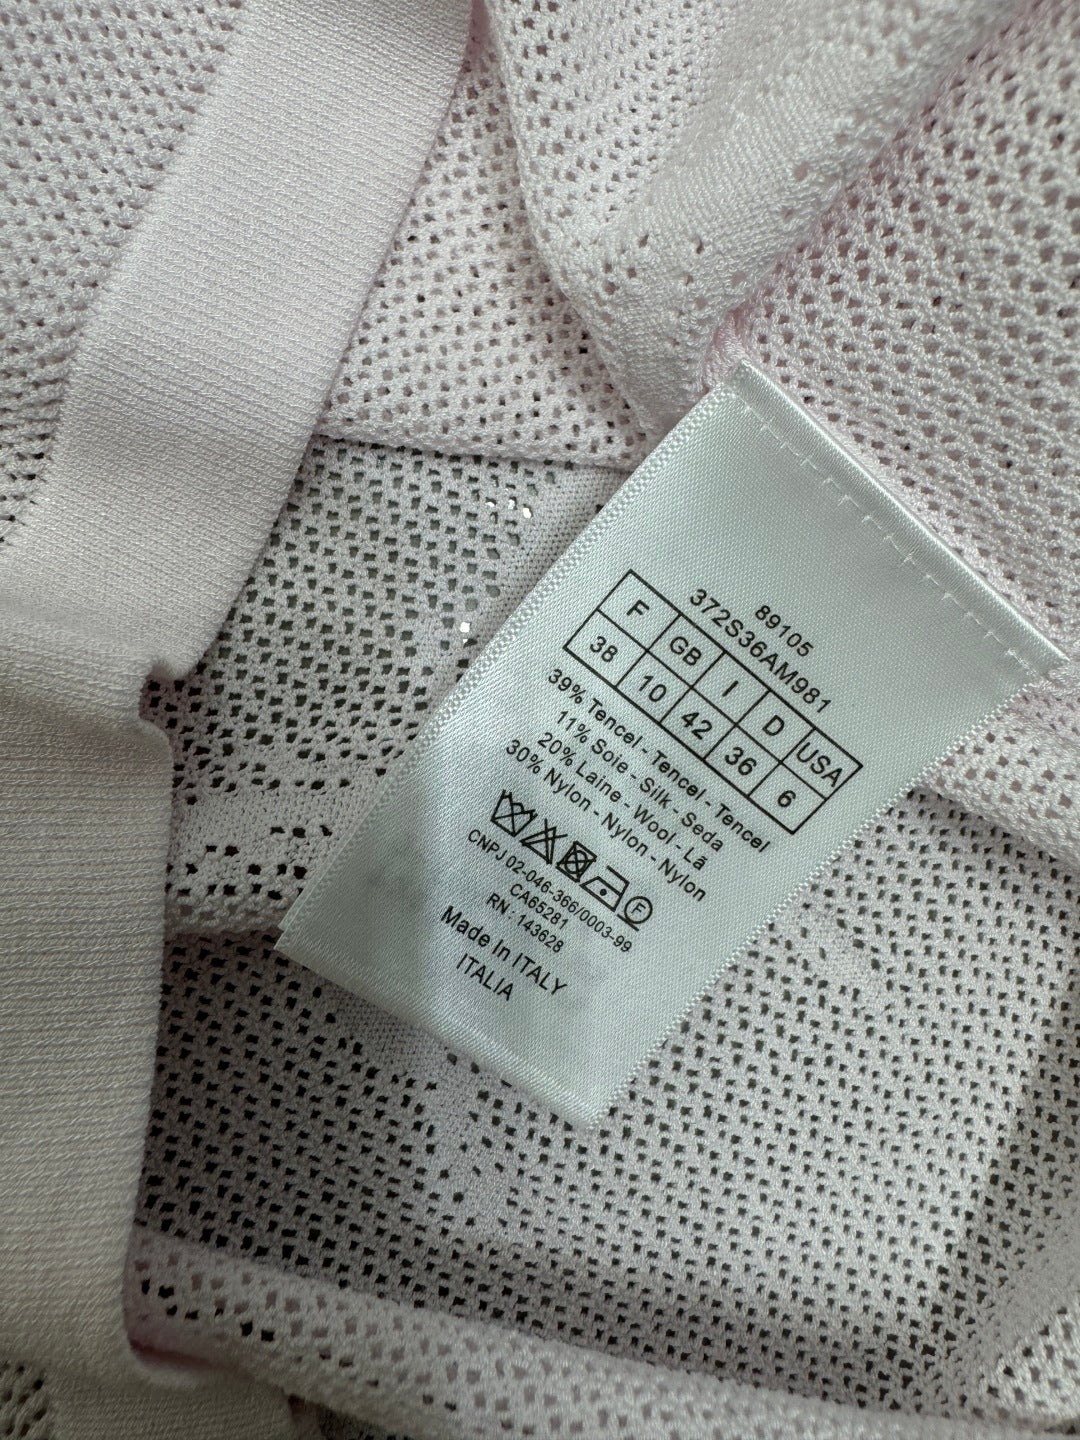 89105
372S36AM981
F GB I D USA
38 10 42 36 6
39% Tencel - Tencel - Tencel
11% Soie - Silk - Seda
20% Laine - Wool - Lã
30% Nylon - Nylon - Nylon
F
CNPJ 02-046-366/0003-99
CA65281
RN : 143628
Made In ITALY
ITALIA